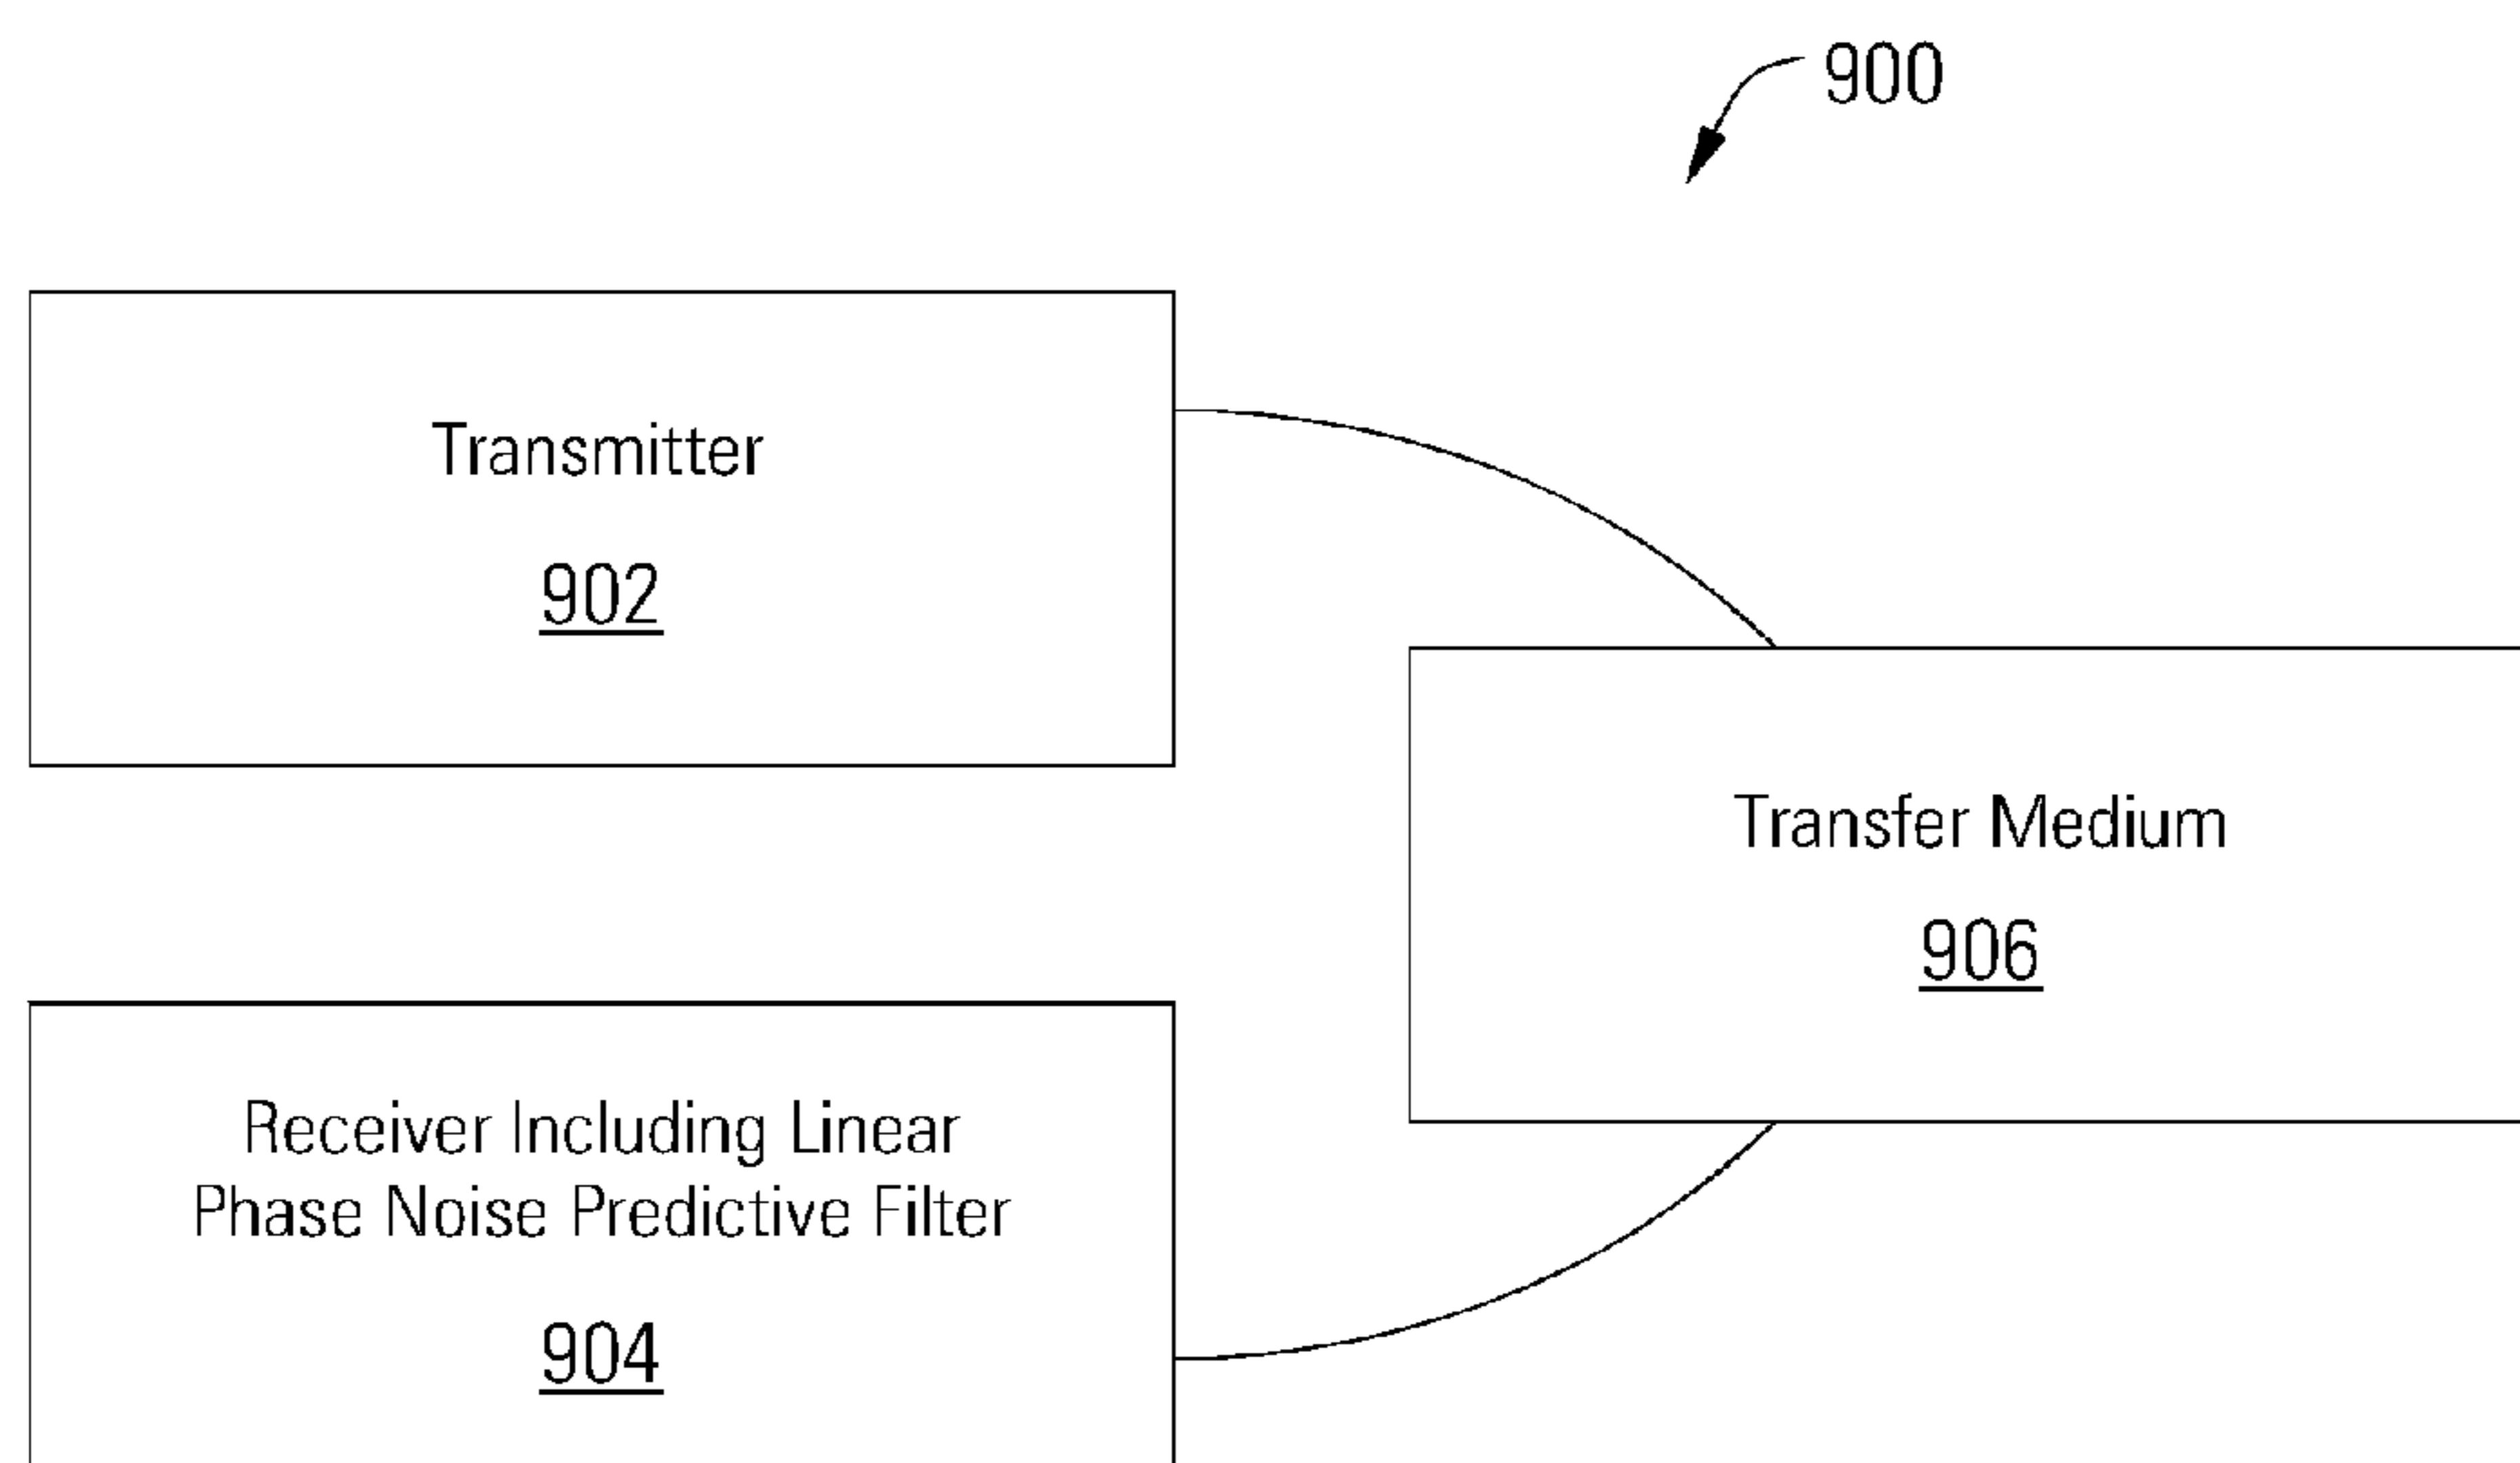 900
Transmitter
902
Transfer Medium
906
Receiver Including Linear
Phase Noise Predictive Filter
904